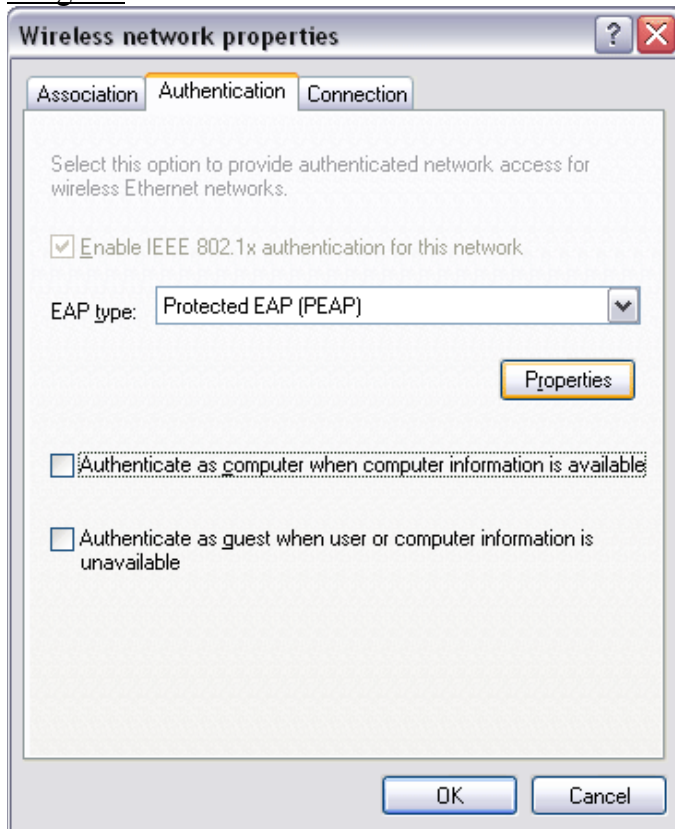 Wireless network properties
Association Authentication Connection
Select this option to provide authenticated network access for
wireless Ethernet networks.
Enable IEEE 802.1x authentication for this network
EAP type: Protected EAP (PEAP)
Properties
Authenticate as computer when computer information is available
Authenticate as guest when user or computer information is
unavailable
OK Cancel